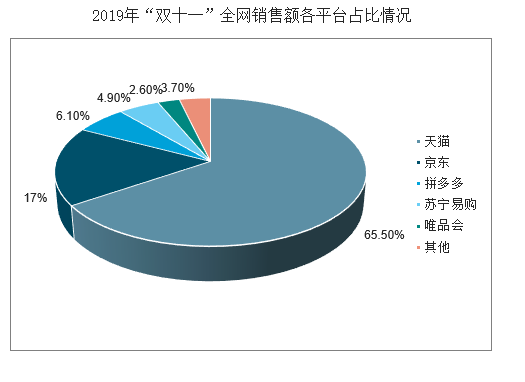 2019年“双十一”全网销售额各平台占比情况
2.60%
3.70%
4.90%
6.10%
17%
65.50%
天猫
京东
拼多多
苏宁易购
唯品会
其他